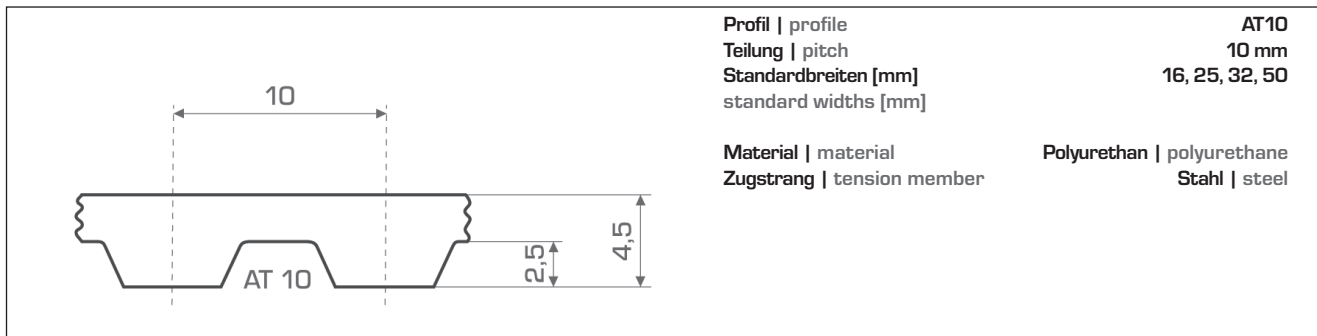 Profil | profile AT10
Teilung | pitch 10 mm
Standardbreiten [mm] 16, 25, 32, 50
standard widths [mm]
Material | material Polyurethan | polyurethane
Zugstrang | tension member Stahl | steel
10
2,5
4,5
AT 10